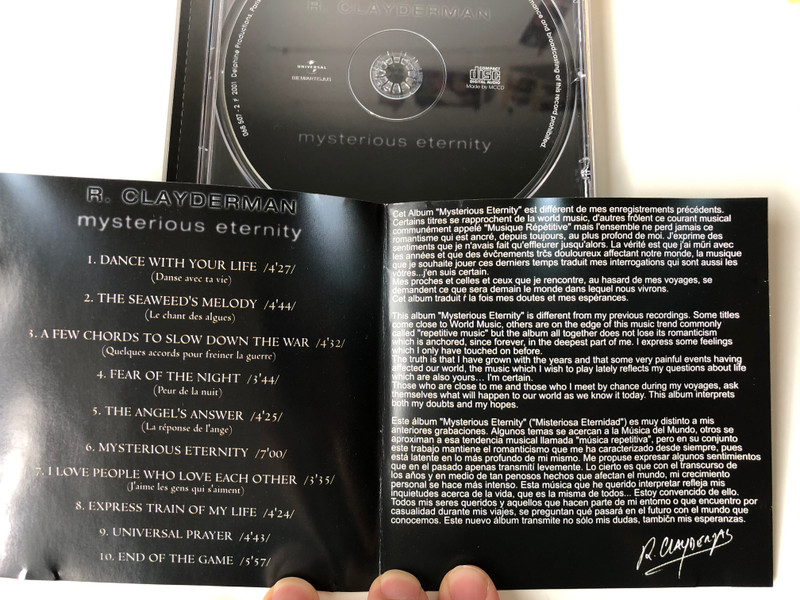 R. CLAYDERMAN
UNIVERSAL
COMPACT
disc
DIGITAL AUDIO
Made by MCCD
066 507 - 2 ℗ 2001 Delphine Productions, Paris
and broadcasting of this record prohibited.
mysterious eternity
R. CLAYDERMAN
mysterious eternity
1. DANCE WITH YOUR LIFE /4'27/
(Danse avec ta vie)
2. THE SEAWEED'S MELODY /4'44/
(Le chant des algues)
3. A FEW CHORDS TO SLOW DOWN THE WAR /4'32/
(Quelques accords pour freiner la guerre)
4. FEAR OF THE NIGHT /3'44/
(Peur de la nuit)
5. THE ANGEL'S ANSWER /4'25/
(La réponse de l'ange)
6. MYSTERIOUS ETERNITY /7'00/
7. I LOVE PEOPLE WHO LOVE EACH OTHER /3'35/
(J'aime les gens qui s'aiment)
8. EXPRESS TRAIN OF MY LIFE /4'24/
9. UNIVERSAL PRAYER /4'43/
10. END OF THE GAME /5'57/
Cet Album "Mysterious Eternity" est différent de mes enregistrements précédents.
Certains titres se rapprochent de la world music, d'autres frôlent ce courant musical
communément appelé "Musique Répétitive" mais l'ensemble ne perd jamais ce
romantisme qui est ancré, depuis toujours, au plus profond de moi. J'exprime des
sentiments que je n'avais fait qu'effleurer jusqu'alors. La vérité est que j'ai mûri avec
les années et que des évčnements trčs douloureux affectant notre monde, la musique
que je souhaite jouer ces derniers temps traduit mes interrogations qui sont aussi les
vôtres...j'en suis certain.
Mes proches et celles et ceux que je rencontre, au hasard de mes voyages, se
demandent ce que sera demain le monde dans lequel nous vivrons.
Cet album traduit ŕ la fois mes doutes et mes espérances.
This album "Mysterious Eternity" is different from my previous recordings. Some titles
come close to World Music, others are on the edge of this music trend commonly
called "repetitive music" but the album all together does not lose its romanticism
which is anchored, since forever, in the deepest part of me. I express some feelings
which I only have touched on before.
The truth is that I have grown with the years and that some very painful events having
affected our world, the music which I wish to play lately reflects my questions about life
which are also yours... I'm certain.
Those who are close to me and those who I meet by chance during my voyages, ask
themselves what will happen to our world as we know it today. This album interprets
both my doubts and my hopes.
Este álbum "Mysterious Eternity" ("Misteriosa Eternidad") es muy distinto a mis
anteriores grabaciones. Algunos temas se acercan a la Música del Mundo, otros se
aproximan a esa tendencia musical llamada "música repetitiva", pero en su conjunto
este trabajo mantiene el romanticismo que me ha caracterizado desde siempre, pues
está latente en lo más profundo de mi mismo. Me propuse expresar algunos sentimientos
que en el pasado apenas transmití levemente. Lo cierto es que con el transcurso de
los años y en medio de tan penosos hechos que afectan el mundo, mi crecimiento
personal se hace más intenso. Esta música que he querido interpretar refleja mis
inquietudes acerca de la vida, que es la misma de todos... Estoy convencido de ello.
Todos mis seres queridos y aquellos que hacen parte de mi entorno o que encuentro por
casualidad durante mis viajes, se preguntan qué pasará en el futuro con el mundo que
conocemos. Este nuevo álbum transmite no sólo mis dudas, tambičn mis esperanzas.
R. CLAYDERMAN